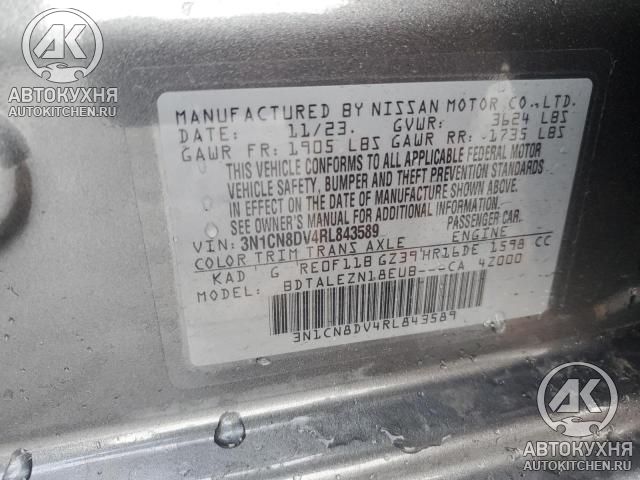 АК
АВТОКУХНЯ
AUTOKITCHEN.RU
MANUFACTURED BY NISSAN MOTOR CO.,LTD.
DATE: 11/23. GVWR: 3624 LBS
GAWR FR: 1905 LBS GAWR RR: 1735 LBS
THIS VEHICLE CONFORMS TO ALL APPLICABLE FEDERAL MOTOR
VEHICLE SAFETY, BUMPER AND THEFT PREVENTION STANDARDS
IN EFFECT ON THE DATE OF MANUFACTURE SHOWN ABOVE.
SEE OWNER'S MANUAL FOR ADDITIONAL INFORMATION
VIN: 3N1CN8DV4RL843589 PASSENGER CAR
COLOR TRIM TRANS AXLE ENGINE
KAD G RE0F11B GZ39 HR16DE 1598 CC
MODEL BDTALEZN18EUB---CA 4Z000
3N1CN8DV4RL843589
АК
АВТОКУХНЯ
AUTOKITCHEN.RU